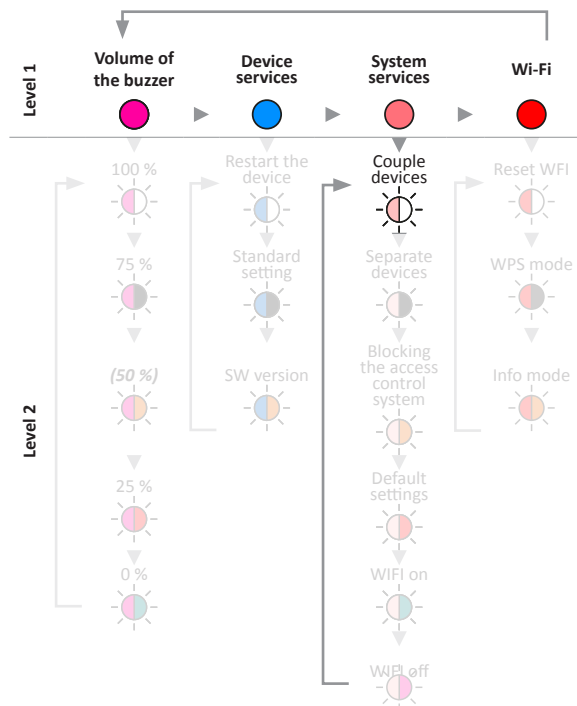 Level 1
Volume of
the buzzer
Device
services
System
services
Wi-Fi
Level 2
100 %
75 %
(50 %)
25 %
0 %
Restart the
device
Standard
setting
SW version
Couple
devices
Separate
devices
Blocking
the access
control
system
Default
settings
WIFI on
WIFI off
Reset WFI
WPS mode
Info mode